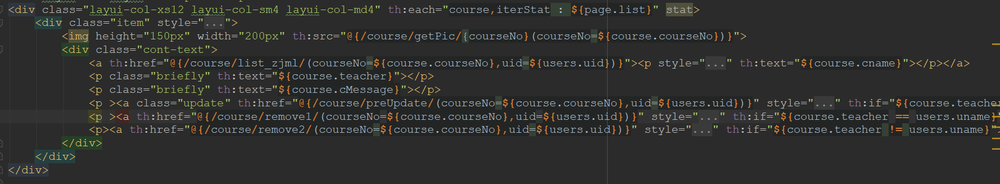 <div class="layui-col-xs12 layui-col-sm4 layui-col-md4" th:each="course,iterStat : ${page.list}" stat>
<div class="item" style="...">
<img height="150px" width="200px" th:src="@{/course/getPic/{courseNo}(courseNo=${course.courseNo})}">
<div class="cont-text">
<a th:href="@{/course/list_zjml/(courseNo=${course.courseNo},uid=${users.uid})}"><p style="..." th:text="${course.cname}"></p></a>
<p class="briefly" th:text="${course.teacher}"></p>
<p class="briefly" th:text="${course.cMessage}"></p>
<p ><a class="update" th:href="@{/course/preUpdate/(courseNo=${course.courseNo},uid=${users.uid})}" style="..." th:if="${course.teacher
<p ><a th:href="@{/course/remove1/(courseNo=${course.courseNo},uid=${users.uid})}" style="..." th:if="${course.teacher == users.uname}"
<p><a th:href="@{/course/remove2/(courseNo=${course.courseNo},uid=${users.uid})}" style="..." th:if="${course.teacher != users.uname}">
</div>
</div>
</div>